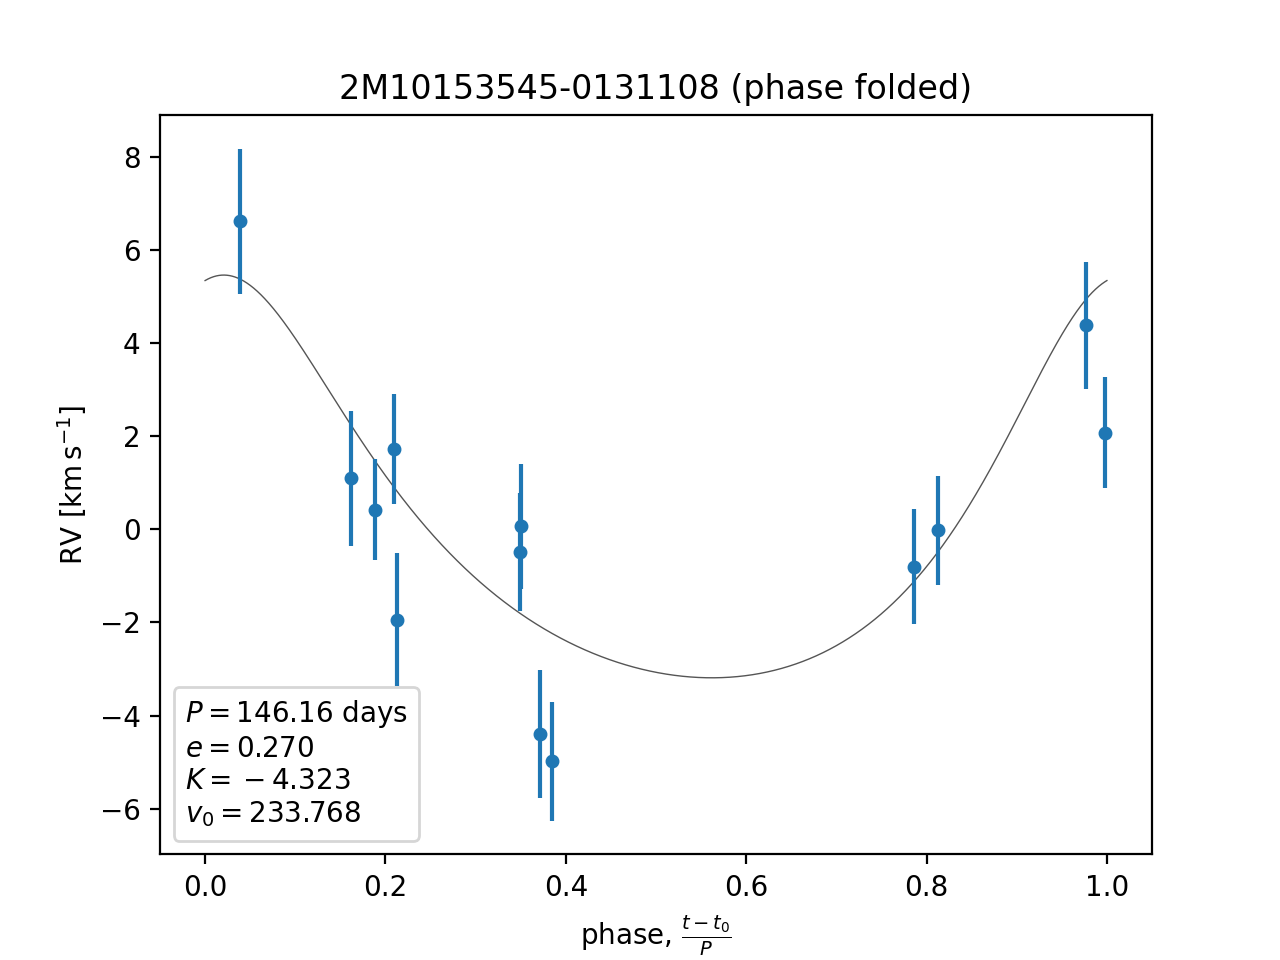 2M10153545-0131108 (phase folded)
RV [km s⁻¹]
8
6
4
2
0
−2
−4
−6
P = 146.16 days
e = 0.270
K = −4.323
v₀ = 233.768
0.0 0.2 0.4 0.6 0.8 1.0
phase, (t − t₀)/P